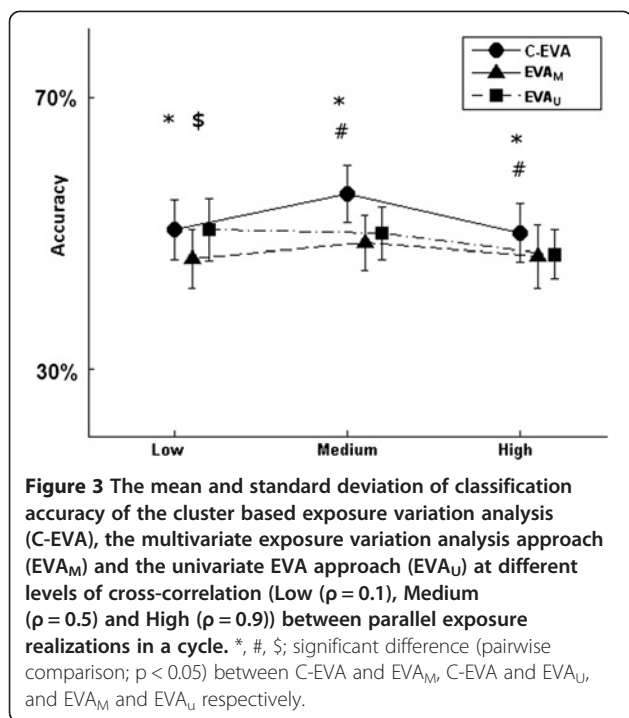 C-EVA
EVAM
EVAU
70%
* $
*
#
*
#
Accuracy
30%
Low Medium High
Figure 3 The mean and standard deviation of classification
accuracy of the cluster based exposure variation analysis
(C-EVA), the multivariate exposure variation analysis approach
(EVAM) and the univariate EVA approach (EVAU) at different
levels of cross-correlation (Low (ρ = 0.1), Medium
(ρ = 0.5) and High (ρ = 0.9)) between parallel exposure
realizations in a cycle. *, #, $; significant difference (pairwise
comparison; p < 0.05) between C-EVA and EVAM, C-EVA and EVAU,
and EVAM and EVAu respectively.